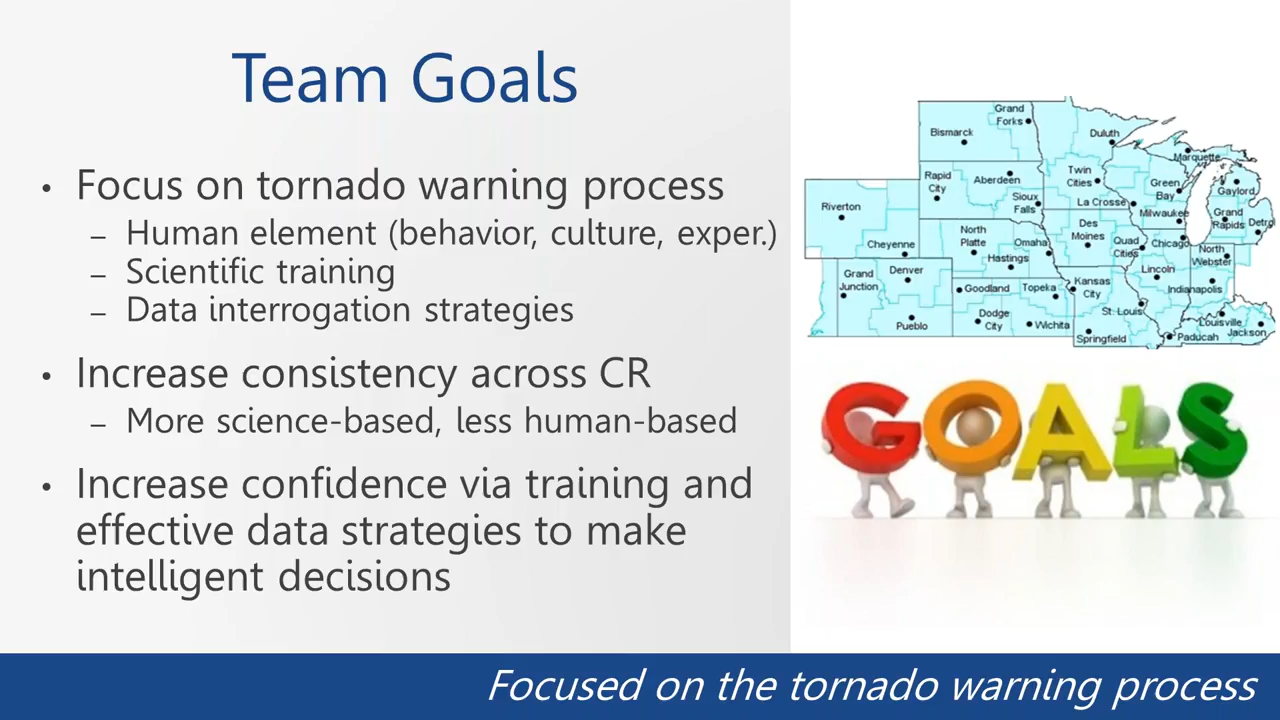 Team Goals
• Focus on tornado warning process
– Human element (behavior, culture, exper.)
– Scientific training
– Data interrogation strategies
• Increase consistency across CR
– More science-based, less human-based
• Increase confidence via training and
effective data strategies to make
intelligent decisions
Grand
Forks
Bismarck
Duluth
Marquette
Rapid
City
Aberdeen
Twin
Cities
Green
Bay
Gaylord
Riverton
Sioux
Falls
La Crosse
Milwaukee
Grand
Rapids
Detro
Cheyenne
North
Platte
Omaha
Des
Moines
Quad
Cities
Chicago
North
Webster
Hastings
Grand
Junction
Denver
Goodland
Topeka
Kansas
City
Lincoln
Indianapolis
Pueblo
Dodge
City
Wichita
St. Louis
Springfield
Paducah
Louisville
Jackson
GOALS
Focused on the tornado warning process